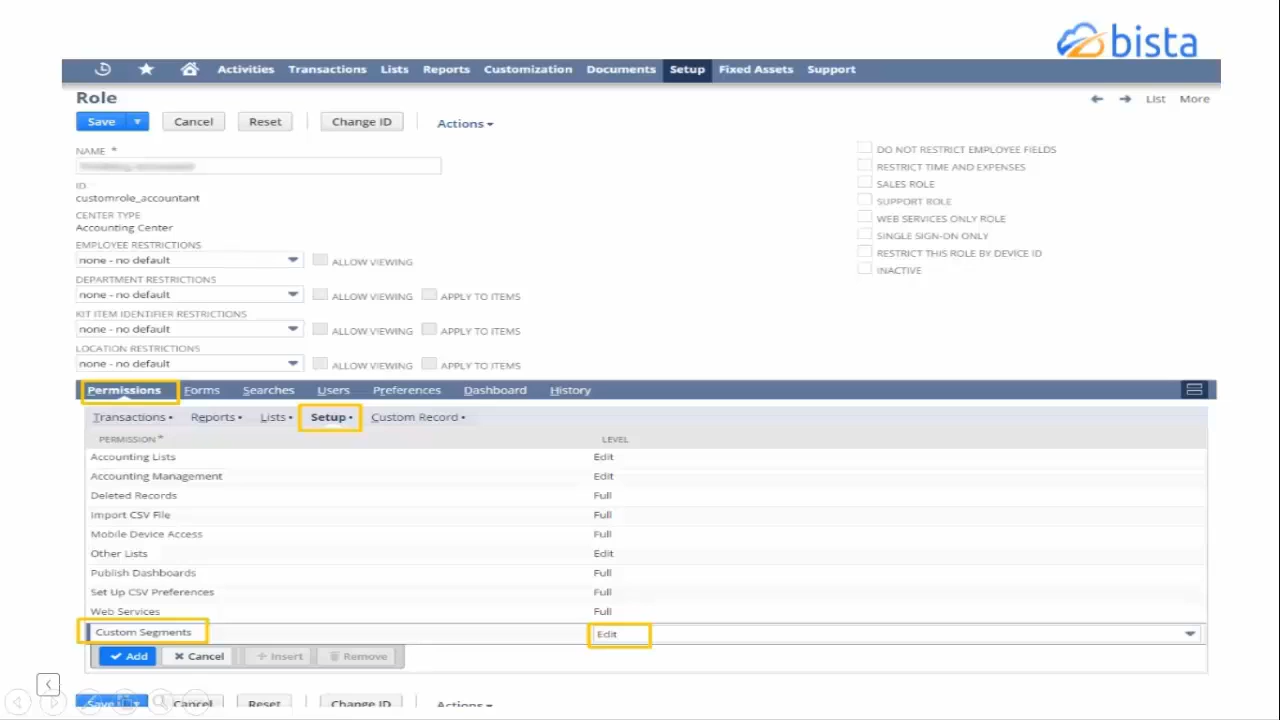 bista
Activities Transactions Lists Reports Customization Documents Setup Fixed Assets Support
Role
List More
Save Cancel Reset Change ID Actions
NAME *
ID
customrole_accountant
CENTER TYPE
Accounting Center
EMPLOYEE RESTRICTIONS
none - no default ALLOW VIEWING
DEPARTMENT RESTRICTIONS
none - no default ALLOW VIEWING APPLY TO ITEMS
KIT ITEM IDENTIFIER RESTRICTIONS
none - no default ALLOW VIEWING APPLY TO ITEMS
LOCATION RESTRICTIONS
none - no default ALLOW VIEWING APPLY TO ITEMS
DO NOT RESTRICT EMPLOYEE FIELDS
RESTRICT TIME AND EXPENSES
SALES ROLE
SUPPORT ROLE
WEB SERVICES ONLY ROLE
SINGLE SIGN-ON ONLY
RESTRICT THIS ROLE BY DEVICE ID
INACTIVE
Permissions Forms Searches Users Preferences Dashboard History
Transactions • Reports • Lists • Setup • Custom Record •
PERMISSION * LEVEL
Accounting Lists Edit
Accounting Management Edit
Deleted Records Full
Import CSV File Full
Mobile Device Access Full
Other Lists Edit
Publish Dashboards Full
Set Up CSV Preferences Full
Web Services Full
Custom Segments Edit
Add Cancel + Insert Remove
Save Cancel Reset Change ID Actions